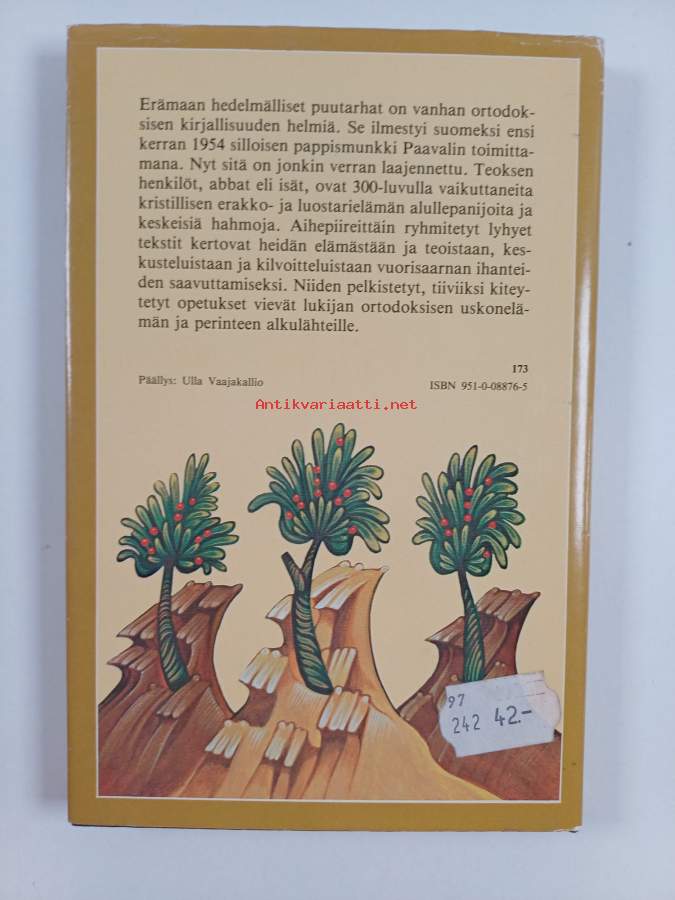 Erämaan hedelmälliset puutarhat on vanhan ortodok-
sisen kirjallisuuden helmiä. Se ilmestyi suomeksi ensi
kerran 1954 silloisen pappismunkki Paavalin toimitta-
mana. Nyt sitä on jonkin verran laajennettu. Teoksen
henkilöt, abbat eli isät, ovat 300-luvulla vaikuttaneita
kristillisen erakko- ja luostarielämän alullepanijoita ja
keskeisiä hahmoja. Aihepiireittäin ryhmitetyt lyhyet
tekstit kertovat heidän elämästään ja teoistaan, kes-
kusteluistaan ja kilvoitteluistaan vuorisaarnan ihantei-
den saavuttamiseksi. Niiden pelkistetyt, tiiviiksi kitey-
tetyt opetukset vievät lukijan ortodoksisen uskonelä-
män ja perinteen alkulähteille.
173
Päällys: Ulla Vaajakallio ISBN 951-0-08876-5
Antikvariaatti.net
97
242 42.-